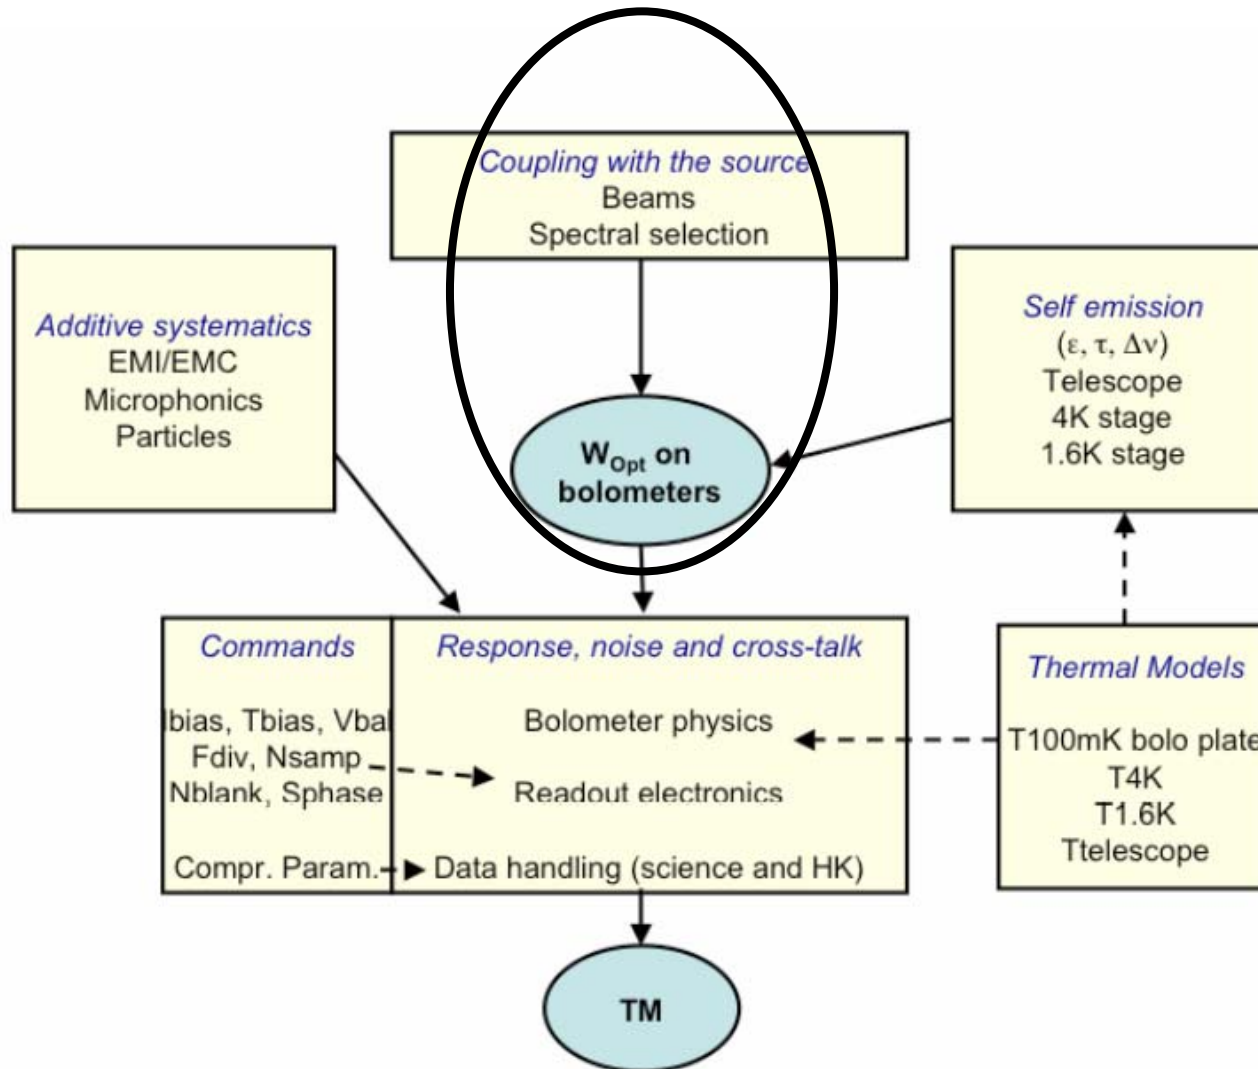 Coupling with the source
Beams
Spectral selection
Additive systematics
EMI/EMC
Microphonics
Particles
Self emission
(ε, τ, Δν)
Telescope
4K stage
1.6K stage
W_Opt on
bolometers
Commands
Ibias, Tbias, Vbal
Fdiv, Nsamp
Nblank, Sphase
Compr. Param.
Response, noise and cross-talk
Bolometer physics
Readout electronics
Data handling (science and HK)
Thermal Models
T100mK bolo plate
T4K
T1.6K
Ttelescope
TM